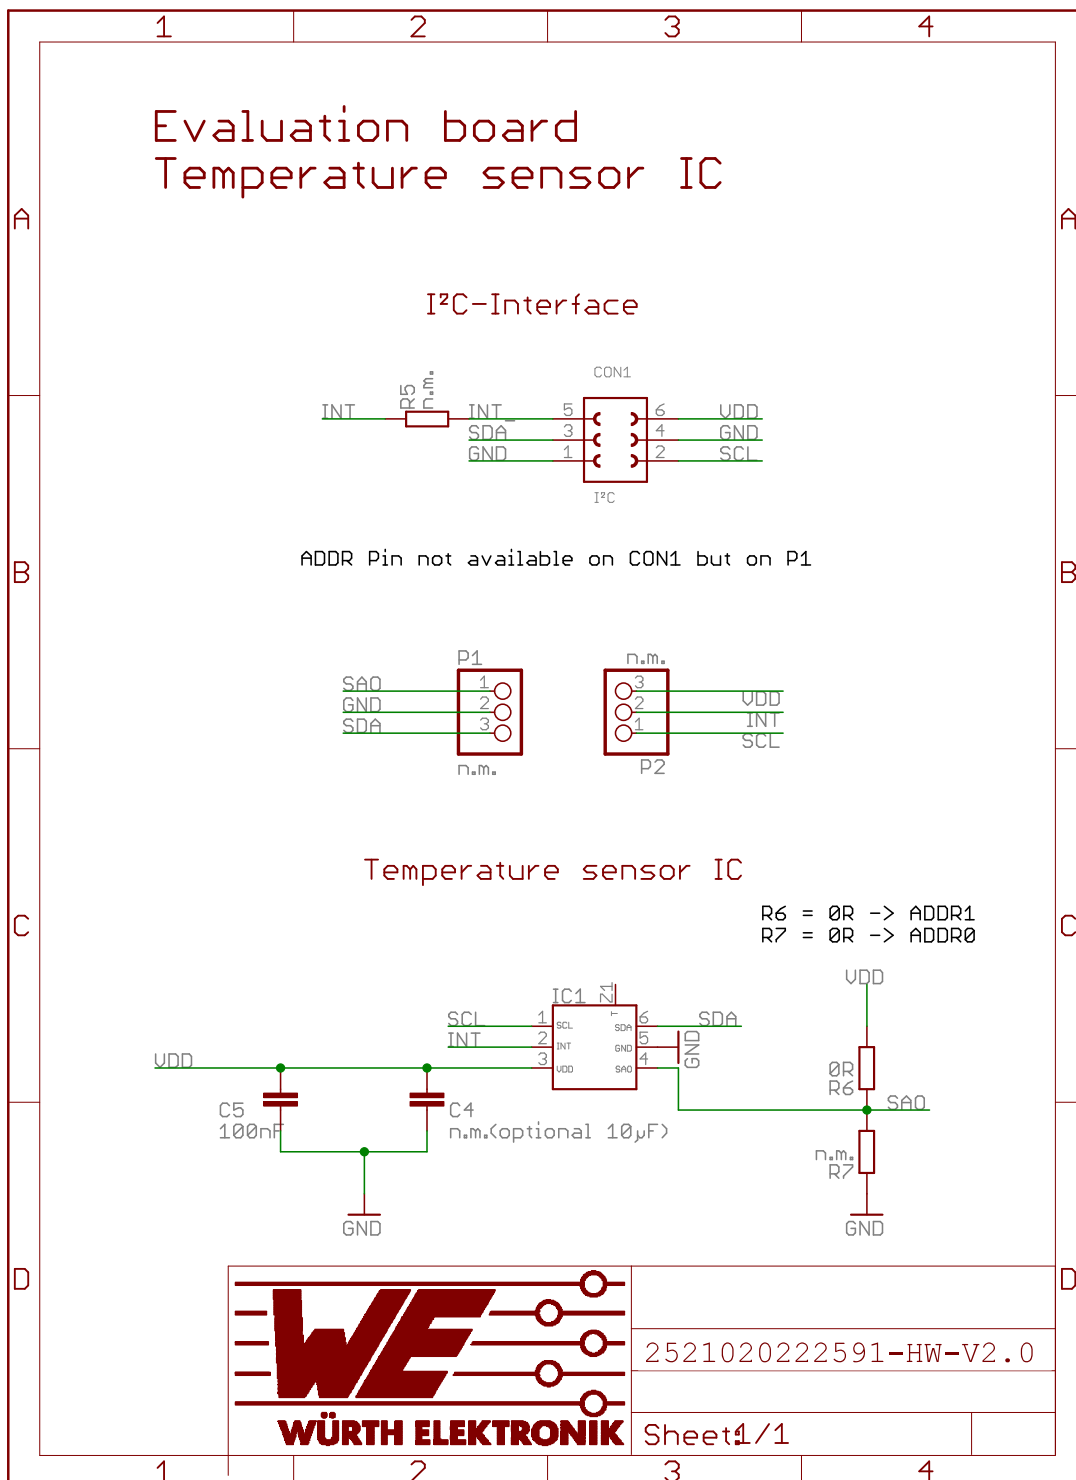 1 2 3 4
Evaluation board
Temperature sensor IC
A A
I²C-Interface
CON1
R5
n.m.
INT INT_ 5 6 VDD
SDA 3 4 GND
GND 1 2 SCL
I²C
ADDR Pin not available on CON1 but on P1
B B
P1 n.m.
SAO 1 3 VDD
GND 2 2 INT
SDA 3 1 SCL
n.m. P2
Temperature sensor IC
R6 = 0R -> ADDR1
R7 = 0R -> ADDR0
C C
VDD
IC1 Z1
T
SCL 1 SCL SDA 6 SDA
INT 2 INT GND 5 GND
VDD 3 VDD SAO 4
0R
R6
SAO
C5
100nF
C4
n.m.(optional 10µF)
n.m.
R7
GND GND
D D
WE
WÜRTH ELEKTRONIK
2521020222591-HW-V2.0
Sheet:1/1
1 2 3 4